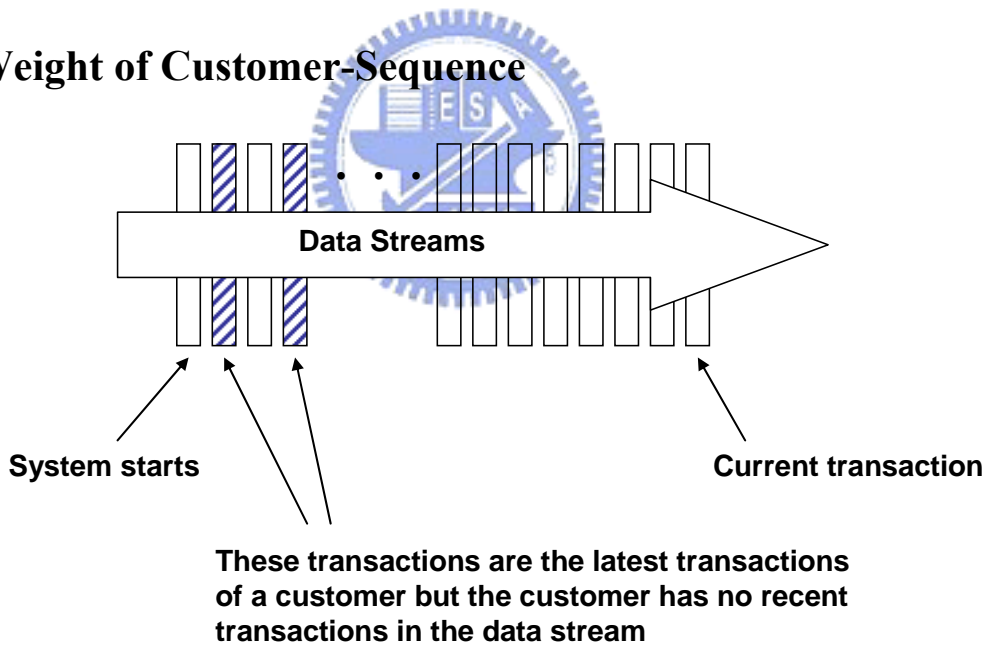 Weight of Customer-Sequence
E S A
. . .
Data Streams
System starts
Current transaction
These transactions are the latest transactions
of a customer but the customer has no recent
transactions in the data stream